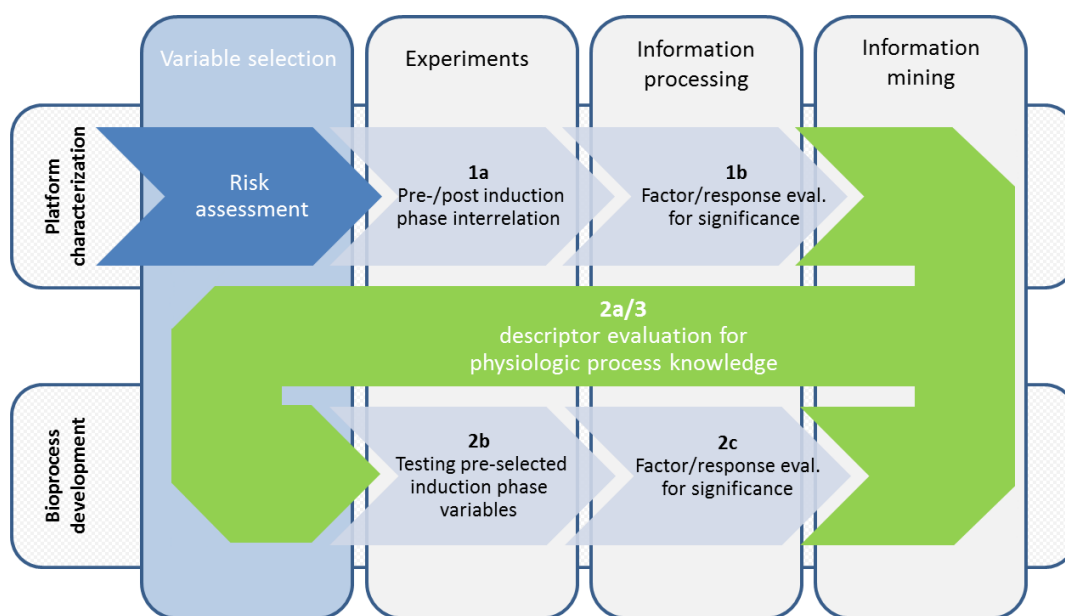 Variable selection
Experiments
Information
processing
Information
mining
Platform
characterization
Risk
assessment
1a
Pre-/post induction
phase interrelation
1b
Factor/response eval.
for significance
2a/3
descriptor evaluation for
physiologic process knowledge
Bioprocess
development
2b
Testing pre-selected
induction phase
variables
2c
Factor/response eval.
for significance